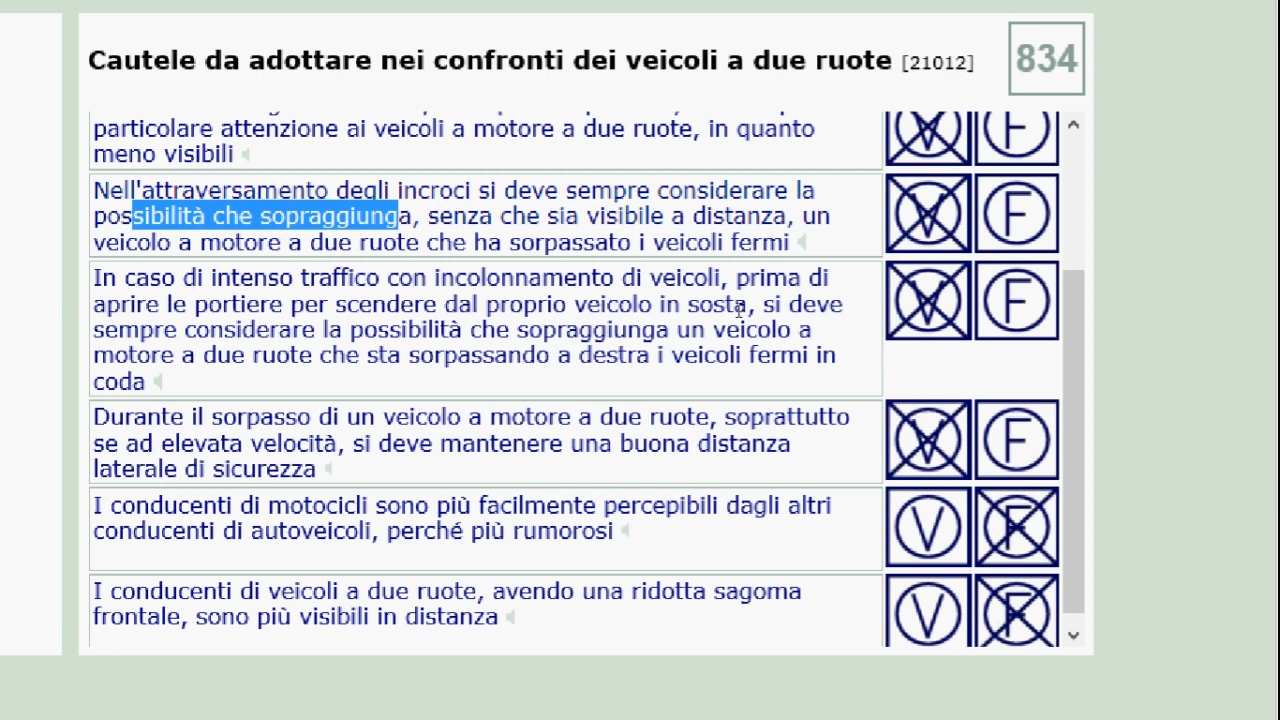 Cautele da adottare nei confronti dei veicoli a due ruote [21012]
834
particolare attenzione ai veicoli a motore a due ruote, in quanto
meno visibili
V F
Nell'attraversamento degli incroci si deve sempre considerare la
possibilità che sopraggiunga, senza che sia visibile a distanza, un
veicolo a motore a due ruote che ha sorpassato i veicoli fermi
V F
In caso di intenso traffico con incolonnamento di veicoli, prima di
aprire le portiere per scendere dal proprio veicolo in sosta, si deve
sempre considerare la possibilità che sopraggiunga un veicolo a
motore a due ruote che sta sorpassando a destra i veicoli fermi in
coda
V F
Durante il sorpasso di un veicolo a motore a due ruote, soprattutto
se ad elevata velocità, si deve mantenere una buona distanza
laterale di sicurezza
V F
I conducenti di motocicli sono più facilmente percepibili dagli altri
conducenti di autoveicoli, perché più rumorosi
V F
I conducenti di veicoli a due ruote, avendo una ridotta sagoma
frontale, sono più visibili in distanza
V F